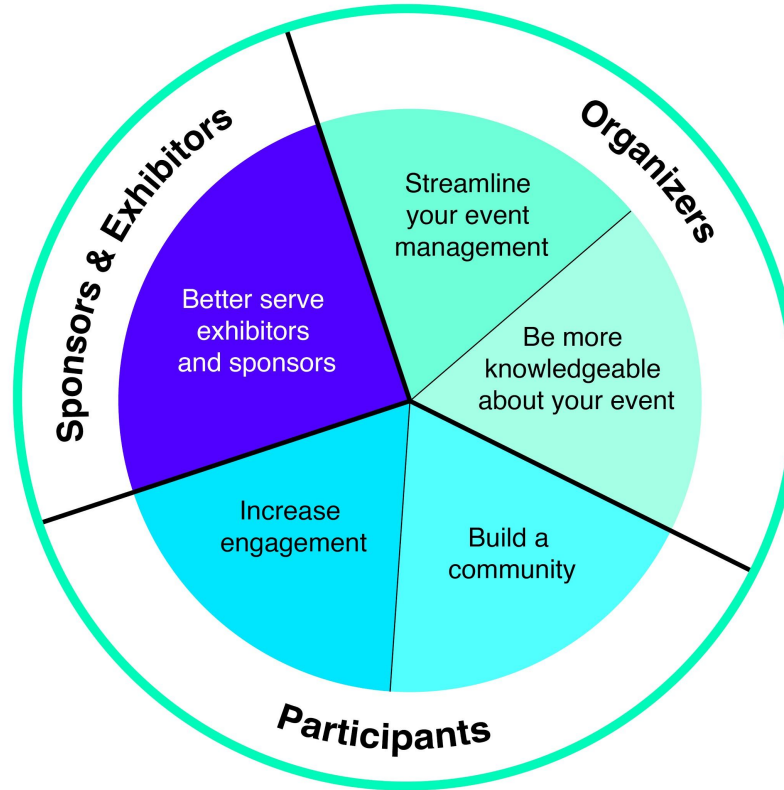 Sponsors & Exhibitors
Organizers
Streamline
your event
management
Better serve
exhibitors
and sponsors
Be more
knowledgeable
about your event
Increase
engagement
Build a
community
Participants